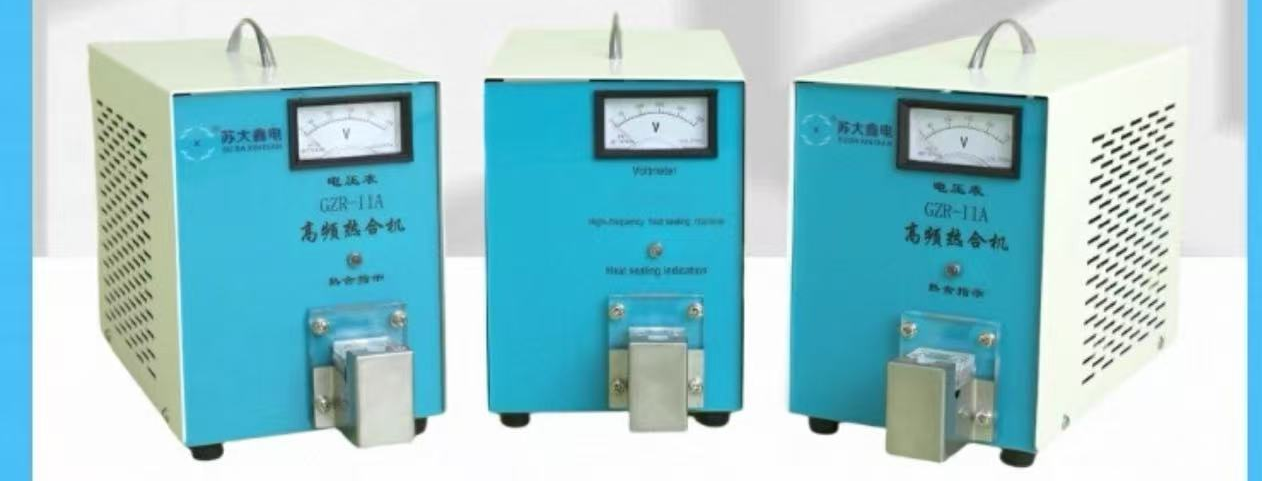 苏大鑫电
V
电压表
GZR-11A
高频热合机
热合指示
V
Voltmeter
High-frequency heat sealing machine
Heat sealing indication
苏大鑫电
V
电压表
GZR-11A
高频热合机
热合指示